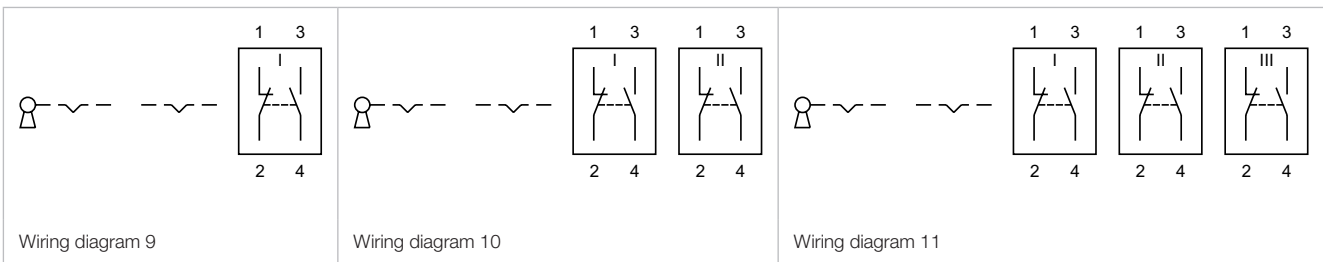 1 3
I
2 4
Wiring diagram 9
1 3 1 3
I II
2 4 2 4
Wiring diagram 10
1 3 1 3 1 3
I II III
2 4 2 4 2 4
Wiring diagram 11